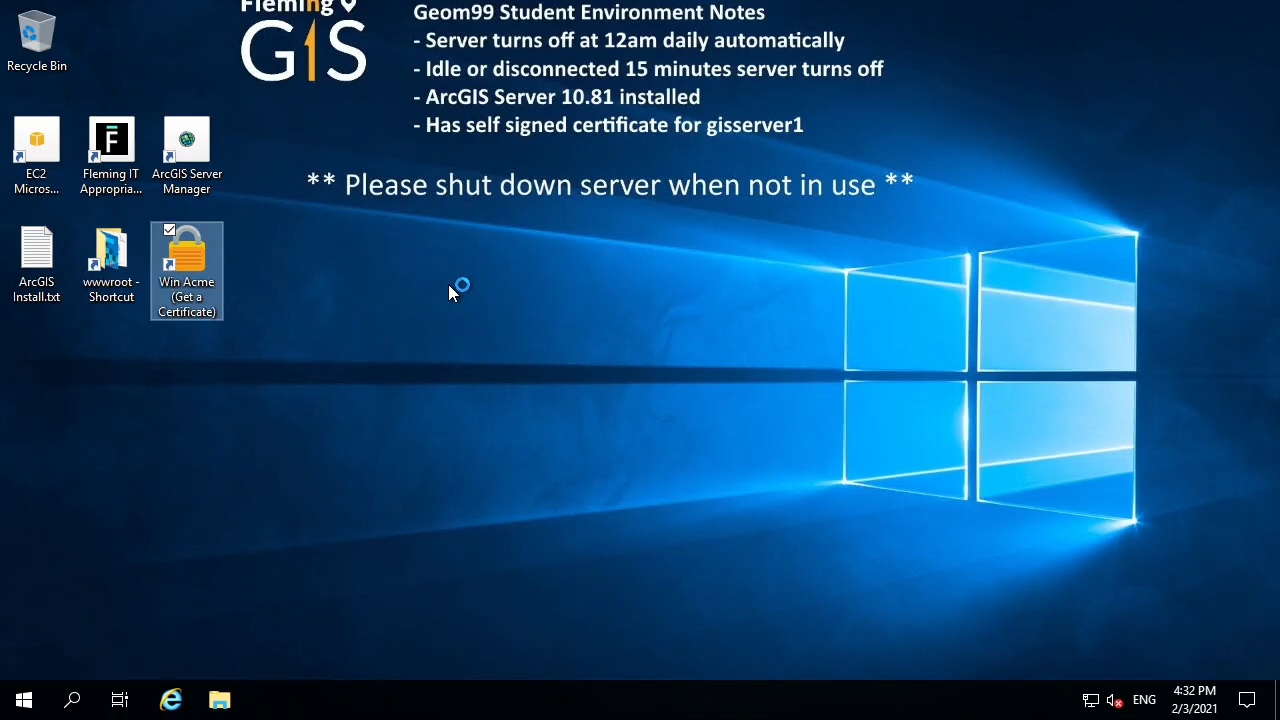 Fleming
GIS
Geom99 Student Environment Notes
- Server turns off at 12am daily automatically
- Idle or disconnected 15 minutes server turns off
- ArcGIS Server 10.81 installed
- Has self signed certificate for gisserver1
** Please shut down server when not in use **
Recycle Bin
EC2
Micros...
Fleming IT
Appropria...
ArcGIS Server
Manager
ArcGIS
Install.txt
wwwroot -
Shortcut
Win Acme
(Get a
Certificate)
ENG
4:32 PM
2/3/2021